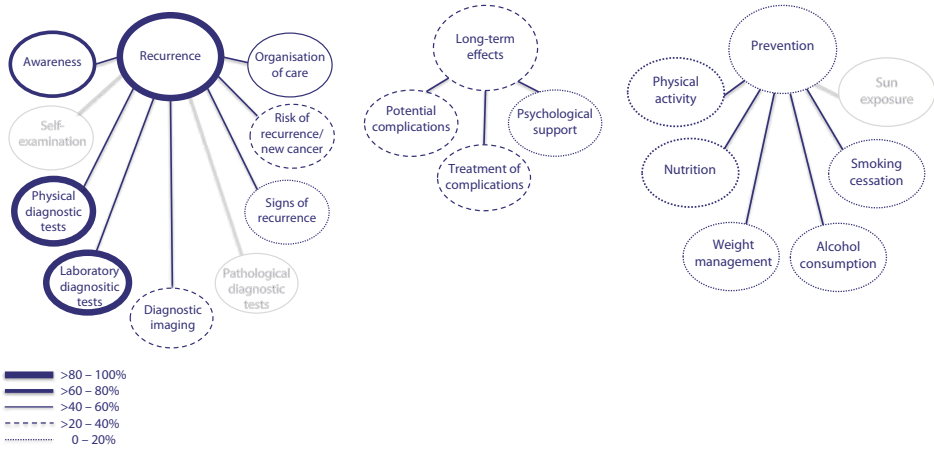 Recurrence
Awareness
Organisation
of care
Self-
examination
Risk of
recurrence/
new cancer
Physical
diagnostic
tests
Signs of
recurrence
Laboratory
diagnositic
tests
Pathological
diagnostic
tests
Diagnostic
imaging
Long-term
effects
Potential
complications
Psychological
support
Treatment of
complications
Prevention
Physical
activity
Sun
exposure
Nutrition
Smoking
cessation
Weight
management
Alcohol
consumption
>80 – 100%
>60 – 80%
>40 – 60%
>20 – 40%
0 – 20%